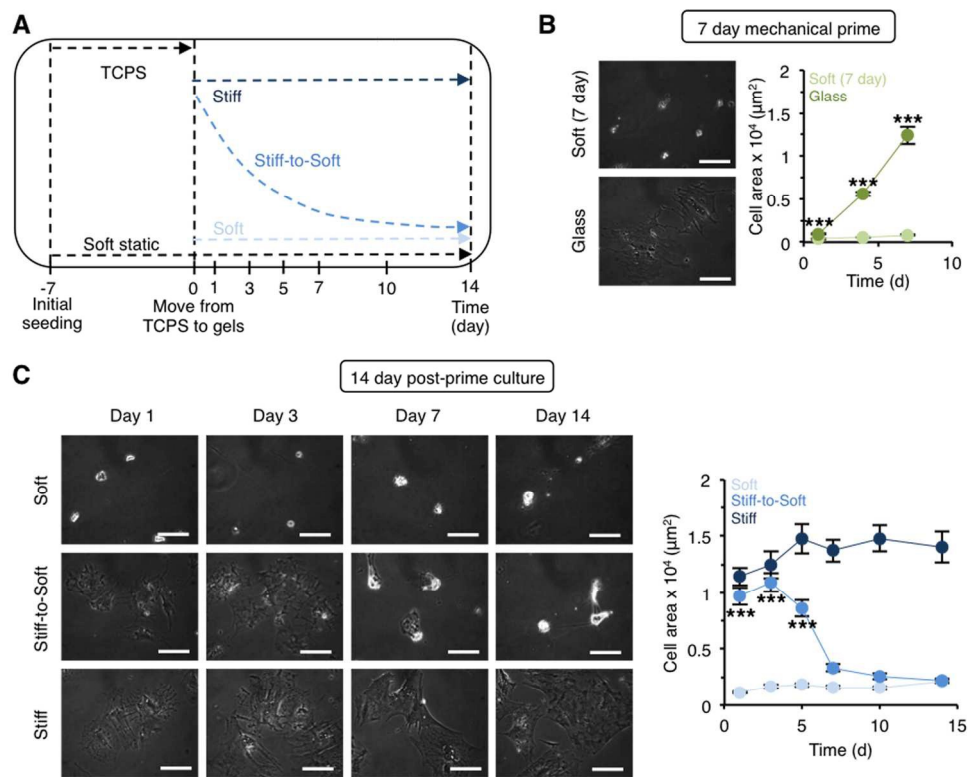 A
TCPS
Stiff
Stiff-to-Soft
Soft
Soft static
-7 0 1 3 5 7 10 14
Initial
seeding
Move from
TCPS to gels
Time
(day)
B
7 day mechanical prime
Soft (7 day)
Glass
2
1.5
1
0.5
0
Cell area x 10⁴ (μm²)
Soft (7 day)
Glass
***
***
***
0 5 10
Time (d)
C
14 day post-prime culture
Day 1 Day 3 Day 7 Day 14
Soft
Stiff-to-Soft
Stiff
2
1.5
1
0.5
0
Cell area x 10⁴ (μm²)
Soft
Stiff-to-Soft
Stiff
***
***
***
0 5 10 15
Time (d)